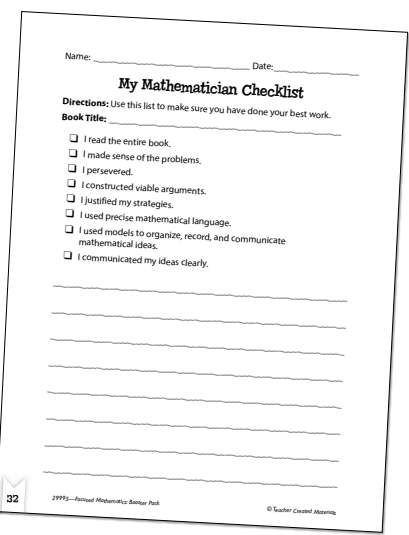 Name: Date:
My Mathematician Checklist
Directions: Use this list to make sure you have done your best work.
Book Title:
I read the entire book.
I made sense of the problems.
I persevered.
I constructed viable arguments.
I justified my strategies.
I used precise mathematical language.
I used models to organize, record, and communicate
mathematical ideas.
I communicated my ideas clearly.
32
29995—Focused Mathematics Booster Pack
© Teacher Created Materials